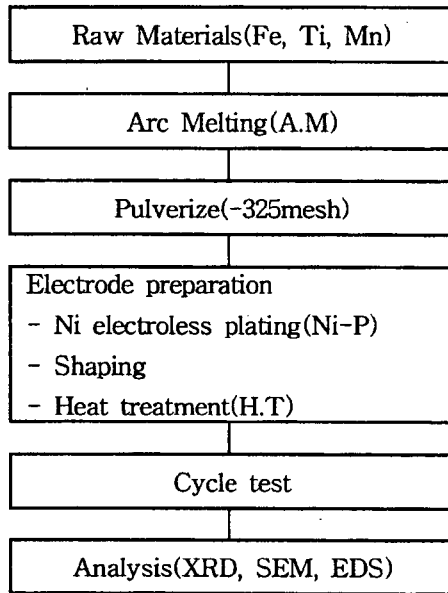 Raw Materials(Fe, Ti, Mn)
Arc Melting(A.M)
Pulverize(-325mesh)
Electrode preparation
- Ni electroless plating(Ni-P)
- Shaping
- Heat treatment(H.T)
Cycle test
Analysis(XRD, SEM, EDS)